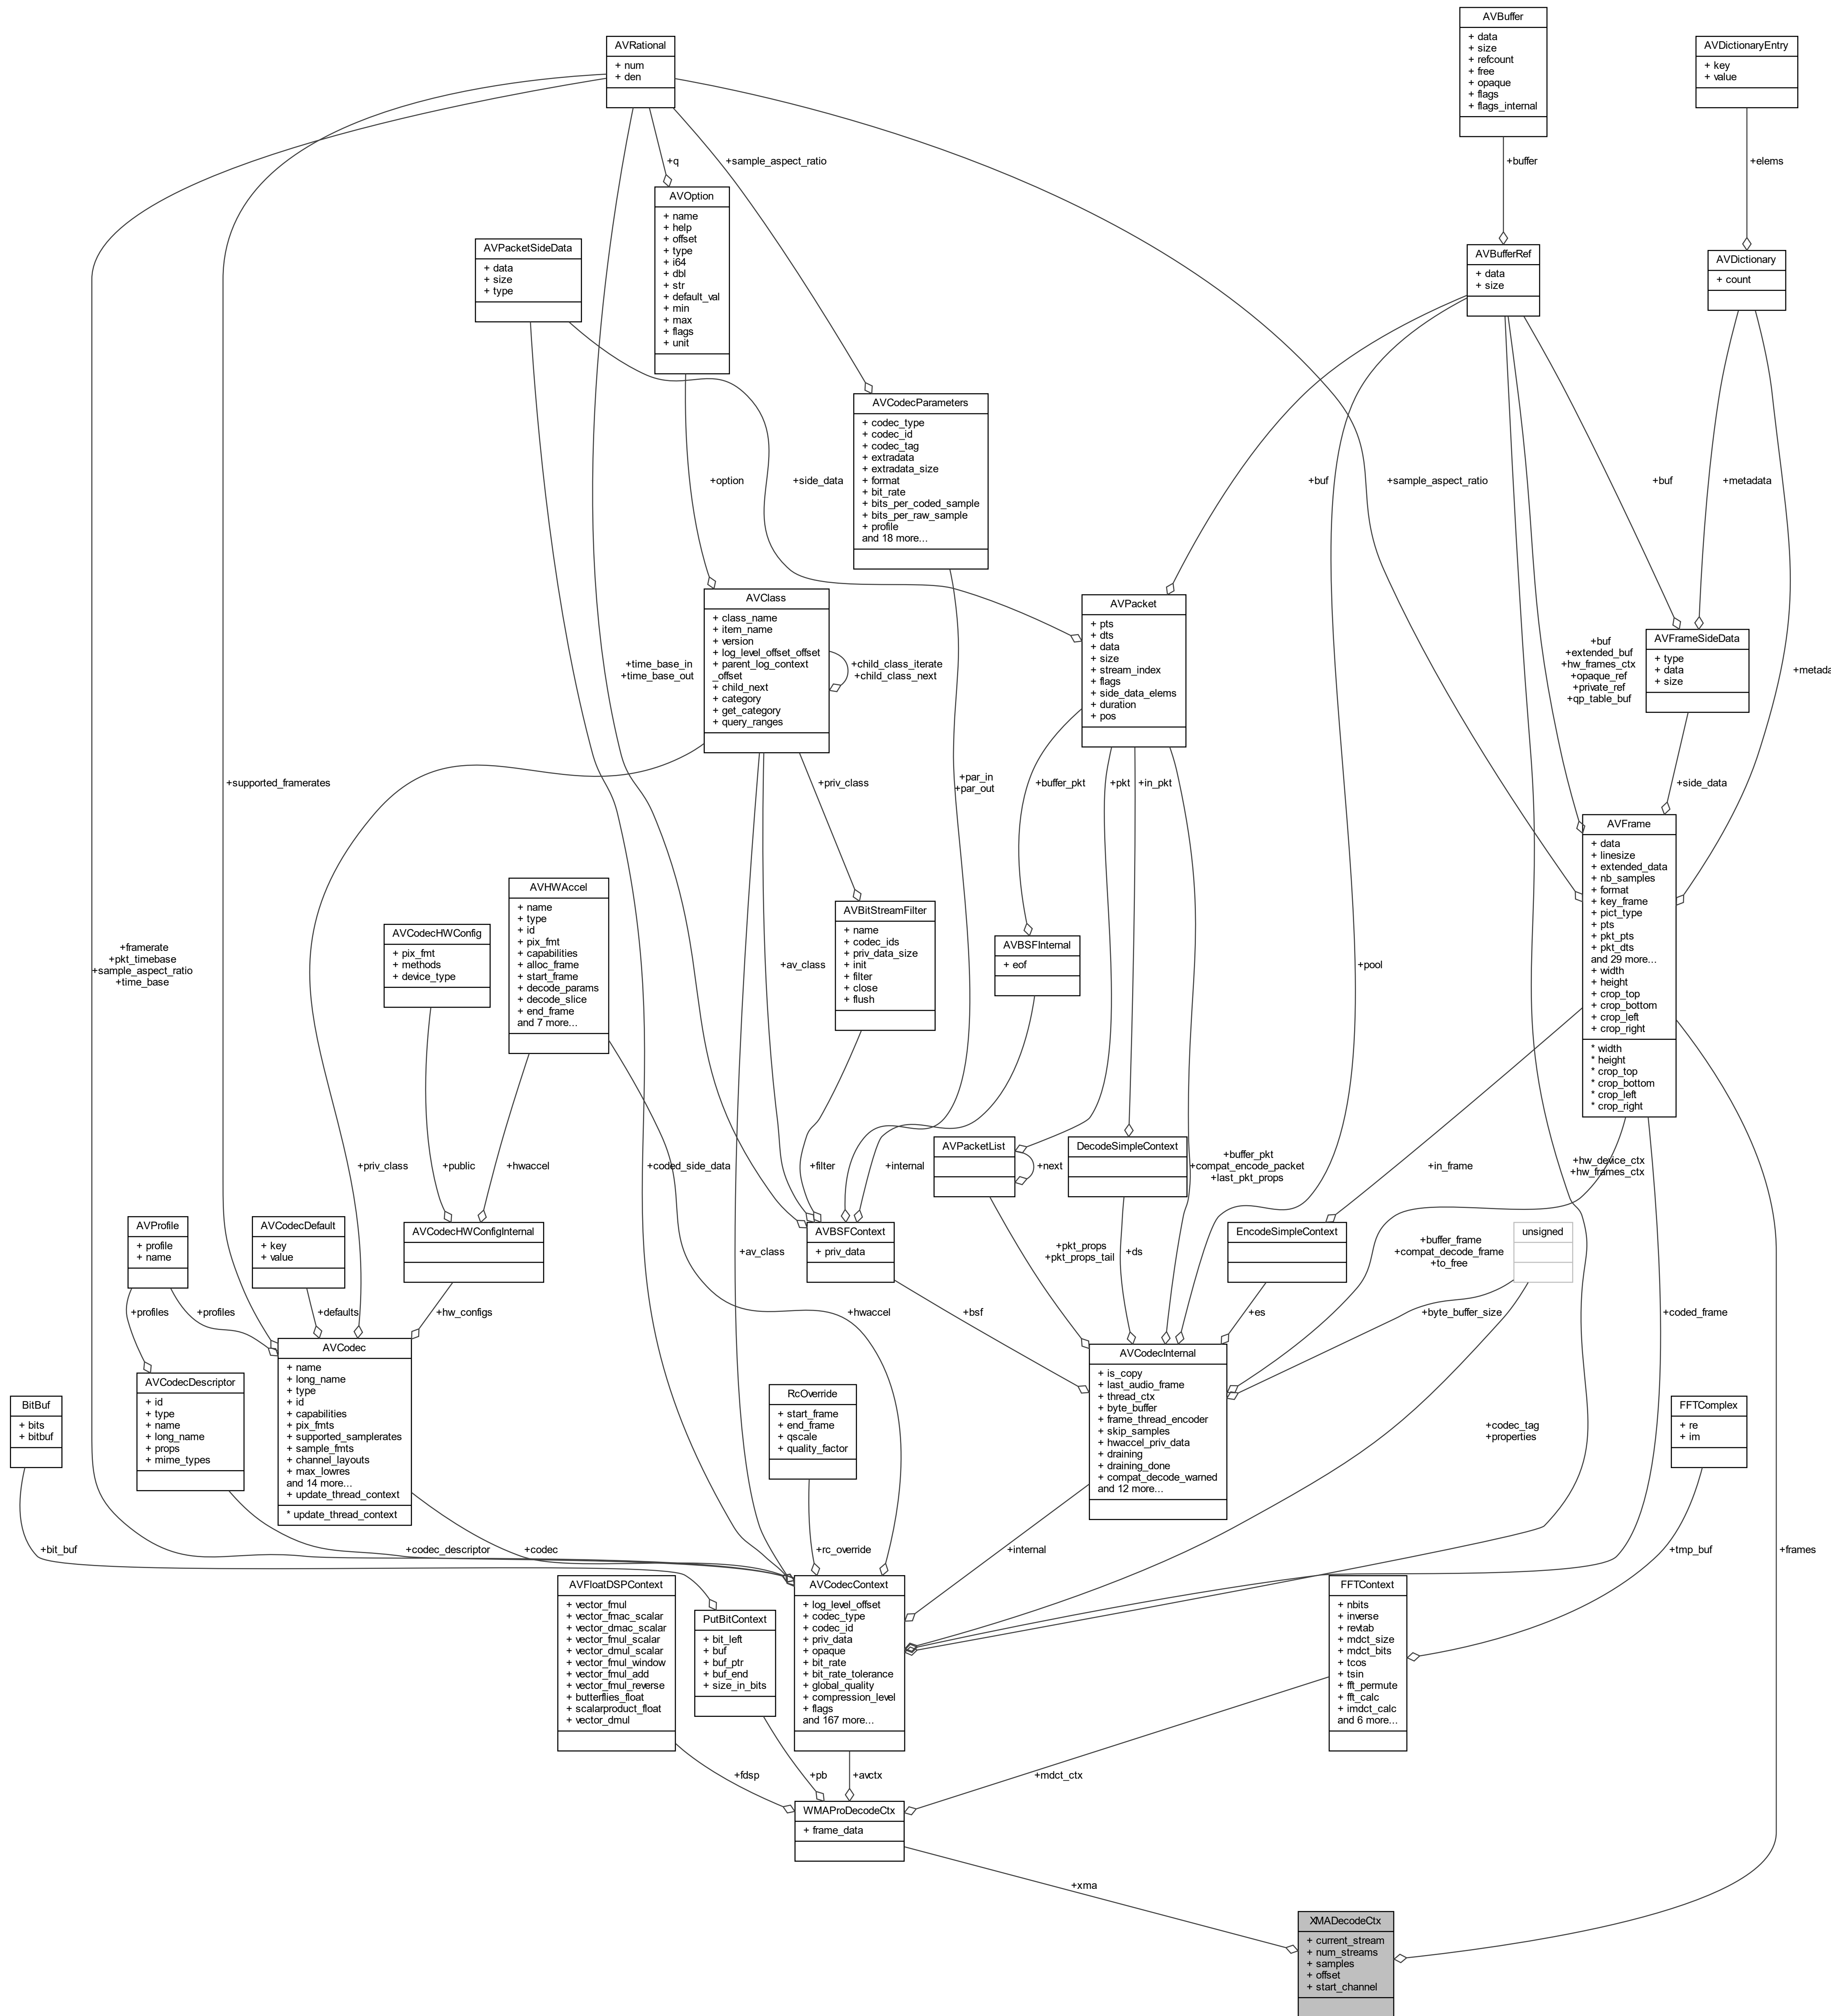 AVBuffer
+ data
+ size
+ refcount
+ free
+ opaque
+ flags
+ flags_internal
AVRational
+ num
+ den
AVDictionaryEntry
+ key
+ value
+q
+sample_aspect_ratio
+buffer
+elems
AVOption
+ name
+ help
+ offset
+ type
+ i64
+ dbl
+ str
+ default_val
+ min
+ max
+ flags
+ unit
AVPacketSideData
+ data
+ size
+ type
AVBufferRef
+ data
+ size
AVDictionary
+ count
AVCodecParameters
+ codec_type
+ codec_id
+ codec_tag
+ extradata
+ extradata_size
+ format
+ bit_rate
+ bits_per_coded_sample
+ bits_per_raw_sample
+ profile
and 18 more...
+option
+side_data
+buf
+sample_aspect_ratio
+buf
+metadata
AVClass
+ class_name
+ item_name
+ version
+ log_level_offset_offset
+ parent_log_context
_offset
+ child_next
+ category
+ get_category
+ query_ranges
+time_base_in
+time_base_out
+child_class_iterate
+child_class_next
AVPacket
+ pts
+ dts
+ data
+ size
+ stream_index
+ flags
+ side_data_elems
+ duration
+ pos
+buf
+extended_buf
+hw_frames_ctx
+opaque_ref
+private_ref
+qp_table_buf
AVFrameSideData
+ type
+ data
+ size
+metada
+supported_framerates
+priv_class
+par_in
+par_out
+buffer_pkt
+pkt
+in_pkt
+side_data
AVFrame
+ data
+ linesize
+ extended_data
+ nb_samples
+ format
+ key_frame
+ pict_type
+ pts
+ pkt_pts
+ pkt_dts
and 29 more...
+ width
+ height
+ crop_top
+ crop_bottom
+ crop_left
+ crop_right
* width
* height
* crop_top
* crop_bottom
* crop_left
* crop_right
+framerate
+pkt_timebase
+sample_aspect_ratio
+time_base
AVCodecHWConfig
+ pix_fmt
+ methods
+ device_type
AVHWAccel
+ name
+ type
+ id
+ pix_fmt
+ capabilities
+ alloc_frame
+ start_frame
+ decode_params
+ decode_slice
+ end_frame
and 7 more...
+av_class
AVBitStreamFilter
+ name
+ codec_ids
+ priv_data_size
+ init
+ filter
+ close
+ flush
AVBSFInternal
+ eof
+pool
+priv_class
+public
+hwaccel
+coded_side_data
+filter
+internal
AVPacketList
+next
DecodeSimpleContext
+buffer_pkt
+compat_encode_packet
+last_pkt_props
+in_frame
+hw_device_ctx
+hw_frames_ctx
AVProfile
+ profile
+ name
AVCodecDefault
+ key
+ value
AVCodecHWConfigInternal
+av_class
AVBSFContext
+ priv_data
+pkt_props
+pkt_props_tail
+ds
EncodeSimpleContext
+buffer_frame
+compat_decode_frame
+to_free
unsigned
+profiles
+profiles
+defaults
+hw_configs
+hwaccel
+bsf
+es
+byte_buffer_size
+coded_frame
BitBuf
+ bits
+ bitbuf
AVCodecDescriptor
+ id
+ type
+ name
+ long_name
+ props
+ mime_types
AVCodec
+ name
+ long_name
+ type
+ id
+ capabilities
+ pix_fmts
+ supported_samplerates
+ sample_fmts
+ channel_layouts
+ max_lowres
and 14 more...
+ update_thread_context
* update_thread_context
RcOverride
+ start_frame
+ end_frame
+ qscale
+ quality_factor
AVCodecInternal
+ is_copy
+ last_audio_frame
+ thread_ctx
+ byte_buffer
+ frame_thread_encoder
+ skip_samples
+ hwaccel_priv_data
+ draining
+ draining_done
+ compat_decode_warned
and 12 more...
+codec_tag
+properties
FFTComplex
+ re
+ im
+bit_buf
+codec_descriptor
+codec
+rc_override
+internal
+tmp_buf
+frames
AVFloatDSPContext
+ vector_fmul
+ vector_fmac_scalar
+ vector_dmac_scalar
+ vector_fmul_scalar
+ vector_dmul_scalar
+ vector_fmul_window
+ vector_fmul_add
+ vector_fmul_reverse
+ butterflies_float
+ scalarproduct_float
+ vector_dmul
PutBitContext
+ bit_left
+ buf
+ buf_ptr
+ buf_end
+ size_in_bits
AVCodecContext
+ log_level_offset
+ codec_type
+ codec_id
+ priv_data
+ opaque
+ bit_rate
+ bit_rate_tolerance
+ global_quality
+ compression_level
+ flags
and 167 more...
FFTContext
+ nbits
+ inverse
+ revtab
+ mdct_size
+ mdct_bits
+ tcos
+ tsin
+ fft_permute
+ fft_calc
+ imdct_calc
and 6 more...
+fdsp
+pb
+avctx
+mdct_ctx
WMAProDecodeCtx
+ frame_data
+xma
XMADecodeCtx
+ current_stream
+ num_streams
+ samples
+ offset
+ start_channel